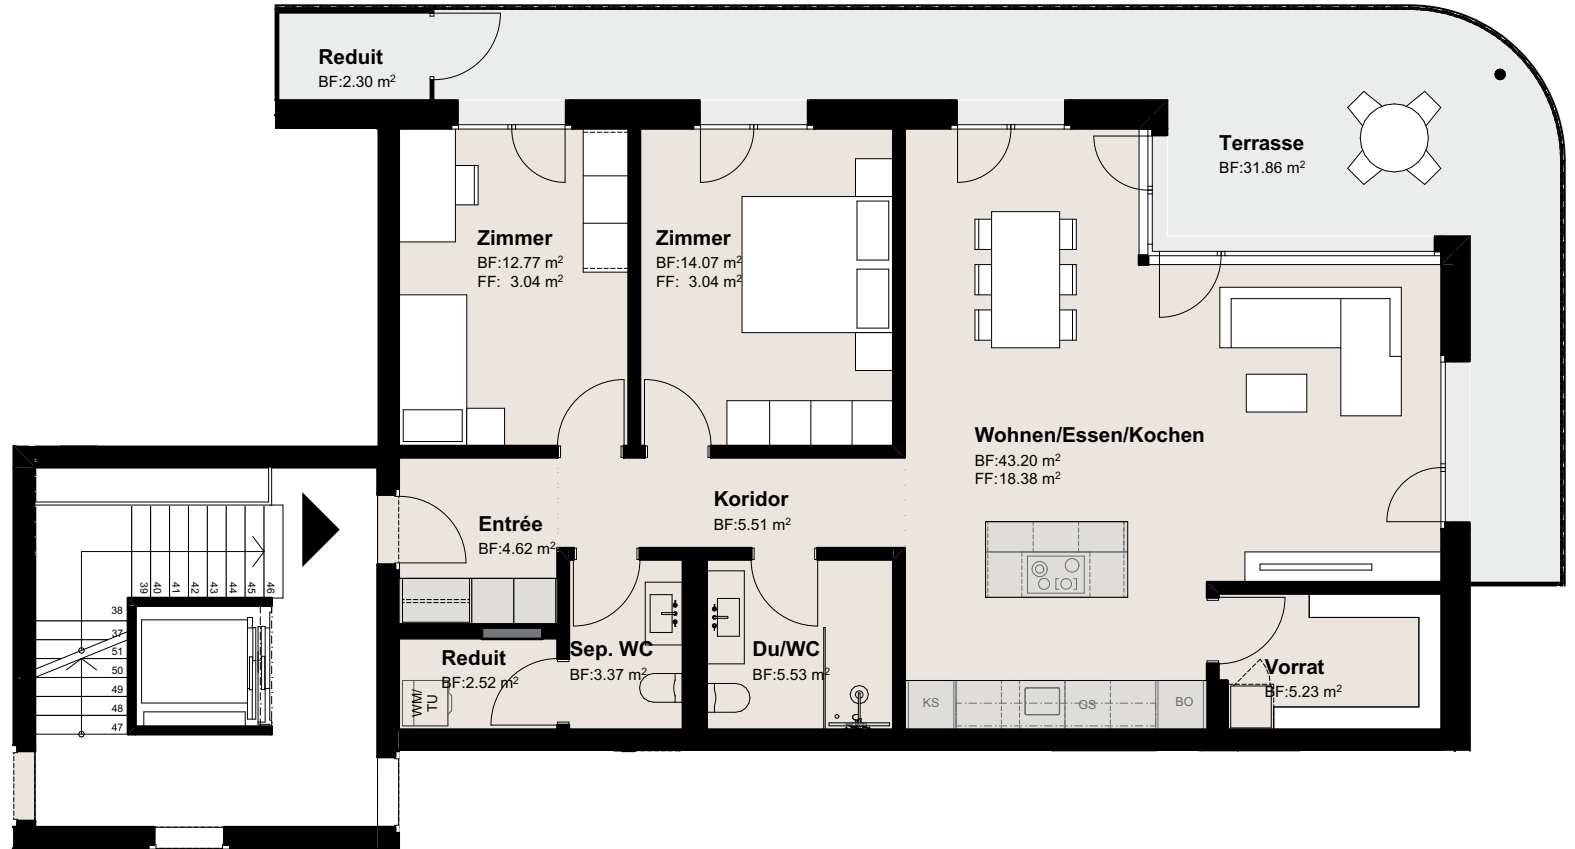 Reduit
BF:2.30 m²
Terrasse
BF:31.86 m²
Zimmer
BF:12.77 m²
FF: 3.04 m²
Zimmer
BF:14.07 m²
FF: 3.04 m²
Wohnen/Essen/Kochen
BF:43.20 m²
FF:18.38 m²
Koridor
BF:5.51 m²
Entrée
BF:4.62 m²
39
40
41
42
43
44
45
46
38
37
51
50
49
48
47
Reduit
BF:2.52 m²
WM/
TU
Sep. WC
BF:3.37 m²
Du/WC
BF:5.53 m²
Vorrat
BF:5.23 m²
KS
GS
BO